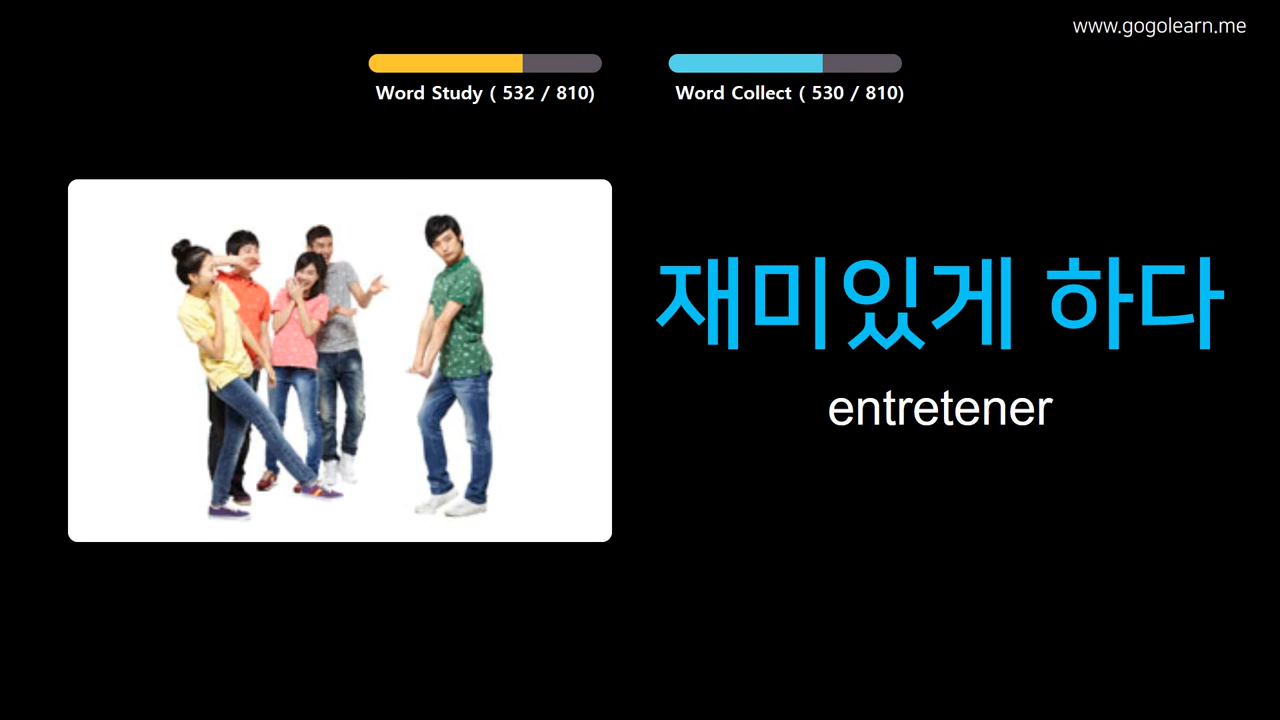 www.gogolearn.me
Word Study ( 532 / 810)
Word Collect ( 530 / 810)
재미있게 하다
entretener